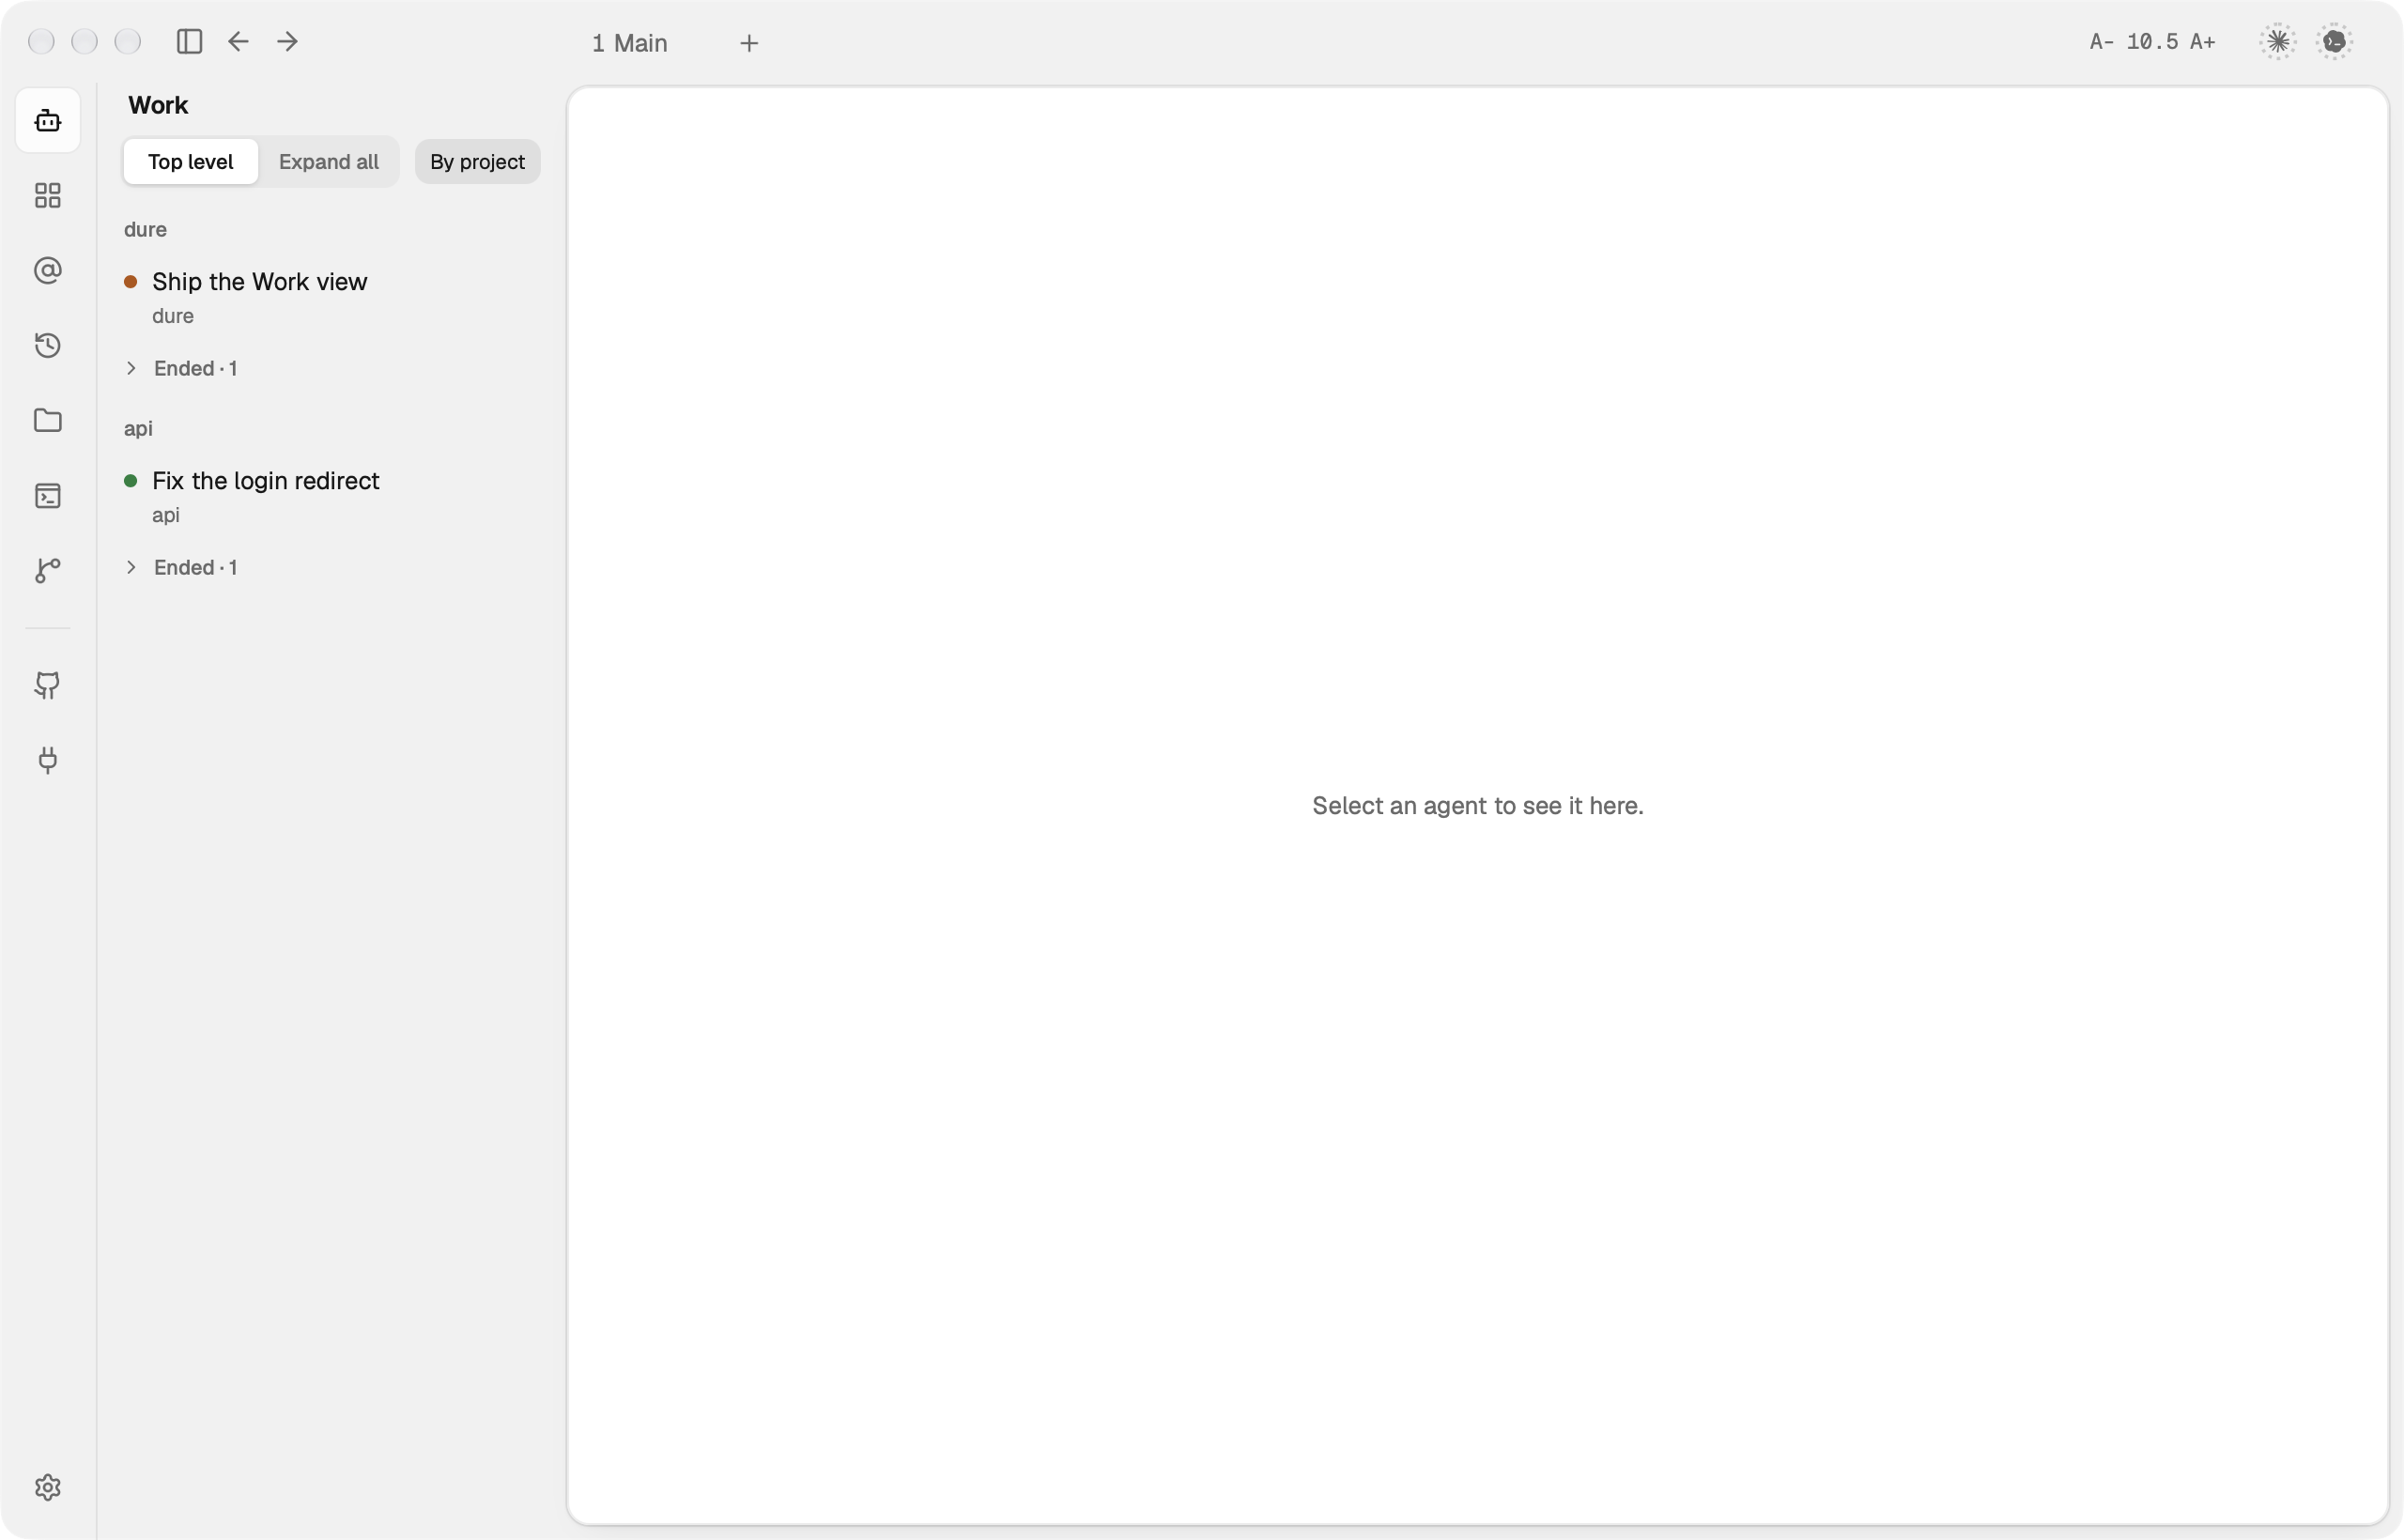 1 Main
A- 10.5 A+
Work
Top level Expand all By project
dure
Ship the Work view
dure
Ended · 1
api
Fix the login redirect
api
Ended · 1
Select an agent to see it here.